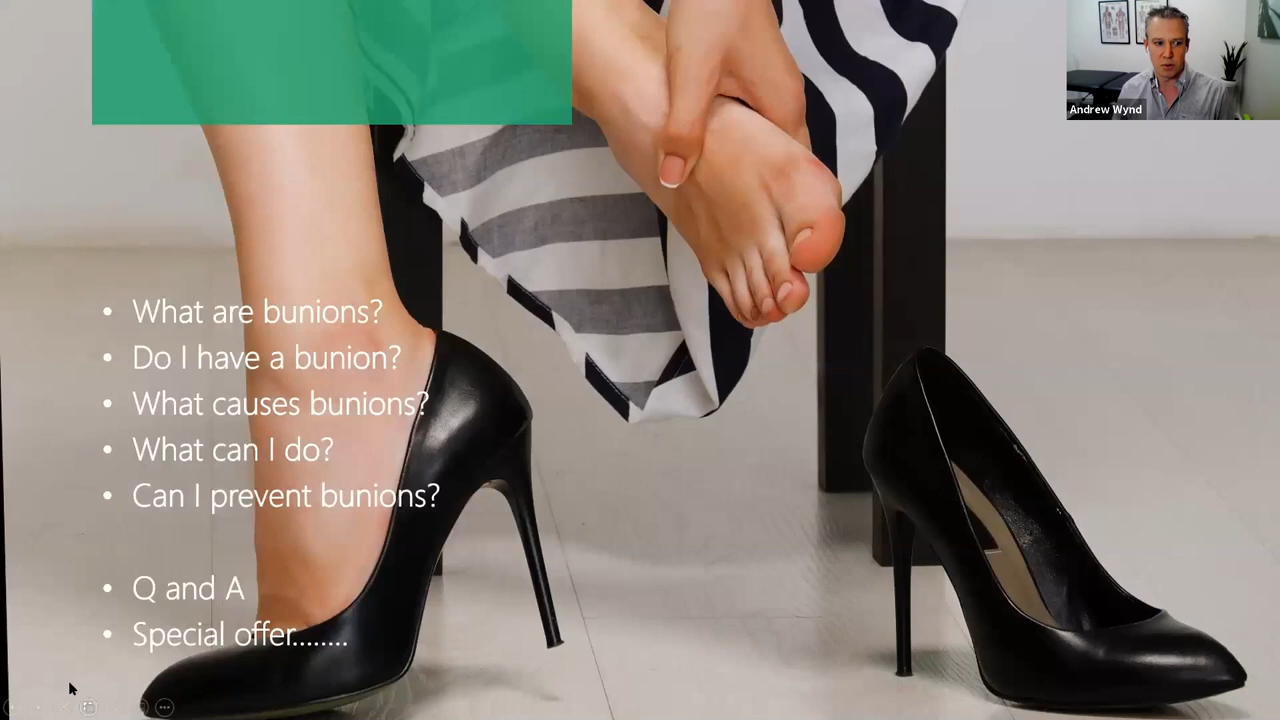 Andrew Wynd
• What are bunions?
• Do I have a bunion?
• What causes bunions?
• What can I do?
• Can I prevent bunions?
• Q and A
• Special offer........